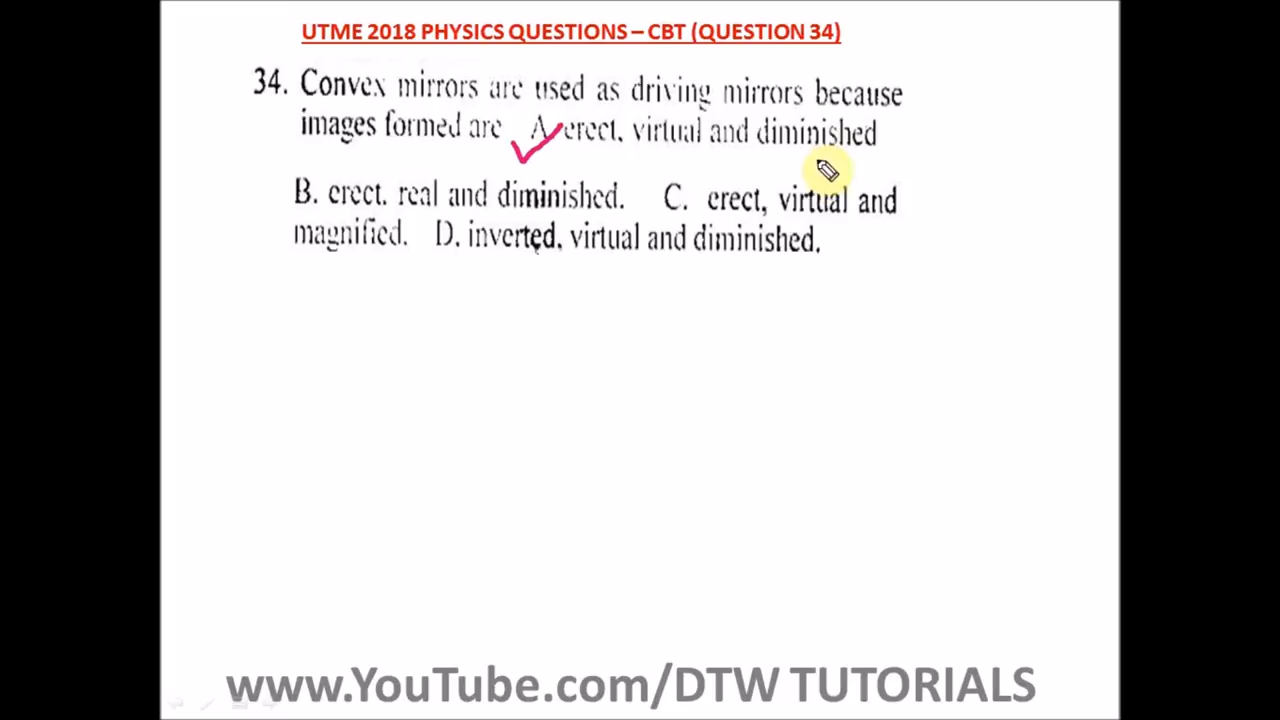 UTME 2018 PHYSICS QUESTIONS – CBT (QUESTION 34)
34. Convex mirrors are used as driving mirrors because
images formed are A. erect, virtual and diminished
B. erect. real and diminished. C. erect, virtual and
magnified. D. inverted, virtual and diminished.
www.YouTube.com/DTW TUTORIALS